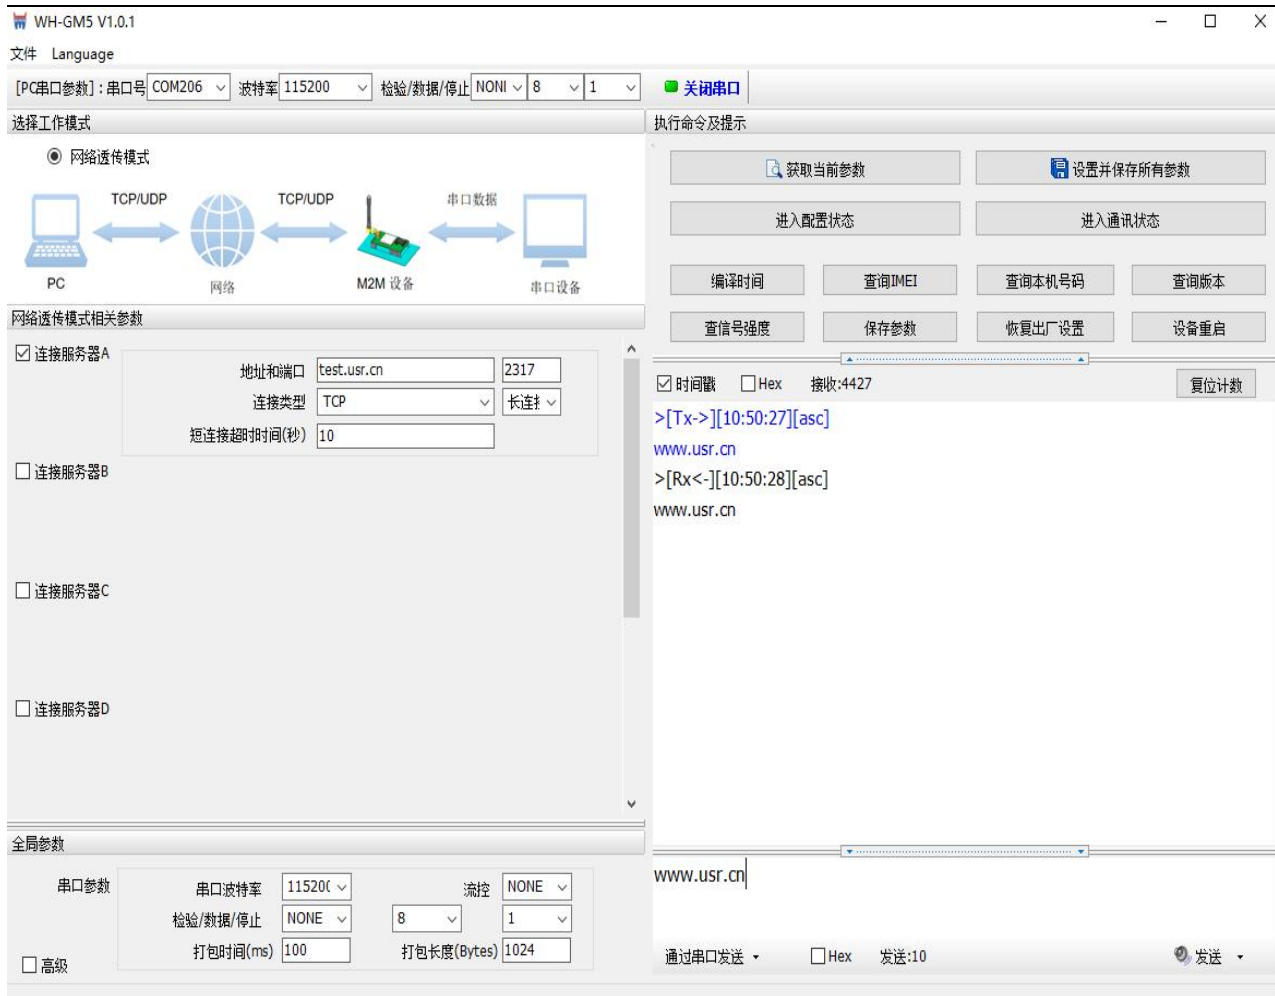 WH-GM5 V1.0.1
文件 Language
[PC串口参数]：串口号 COM206 波特率 115200 检验/数据/停止 NONI 8 1 关闭串口
选择工作模式
网络透传模式
TCP/UDP TCP/UDP 串口数据
PC 网络 M2M 设备 串口设备
网络透传模式相关参数
连接服务器A
地址和端口 test.usr.cn 2317
连接类型 TCP 长连接
短连接超时时间(秒) 10
连接服务器B
连接服务器C
连接服务器D
全局参数
串口参数 串口波特率 115200 流控 NONE
检验/数据/停止 NONE 8 1
打包时间(ms) 100 打包长度(Bytes) 1024
高级
执行命令及提示
获取当前参数 设置并保存所有参数
进入配置状态 进入通讯状态
编译时间 查询IMEI 查询本机号码 查询版本
查信号强度 保存参数 恢复出厂设置 设备重启
时间戳 Hex 接收:4427 复位计数
>[Tx->][10:50:27][asc]
www.usr.cn
>[Rx<-][10:50:28][asc]
www.usr.cn
www.usr.cn
通过串口发送 Hex 发送:10 发送